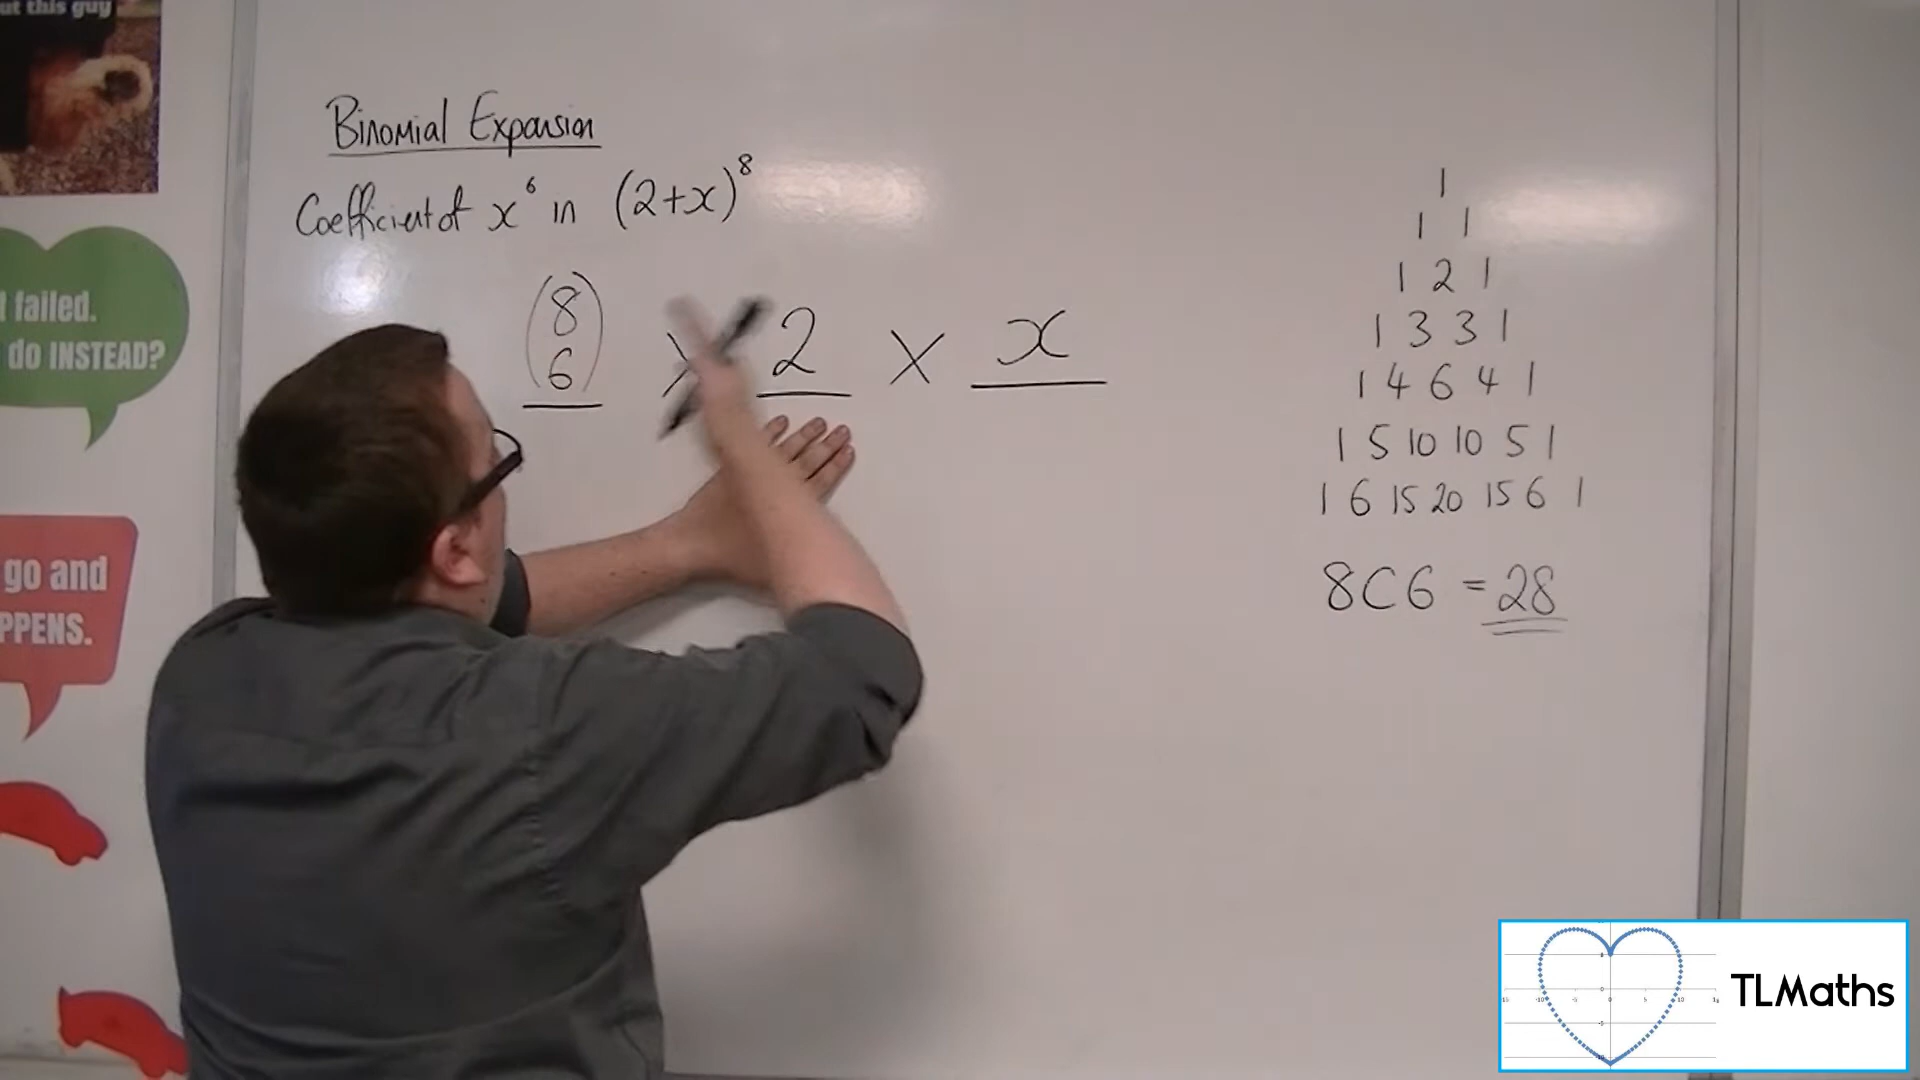 ut this guy
t failed.
do INSTEAD?
go and
PPENS.
Binomial Expansion
Coefficient of x⁶ in (2+x)⁸
(8
6) × 2 × x
1
1 1
1 2 1
1 3 3 1
1 4 6 4 1
1 5 10 10 5 1
1 6 15 20 15 6 1
8C6 = 28
TLMaths